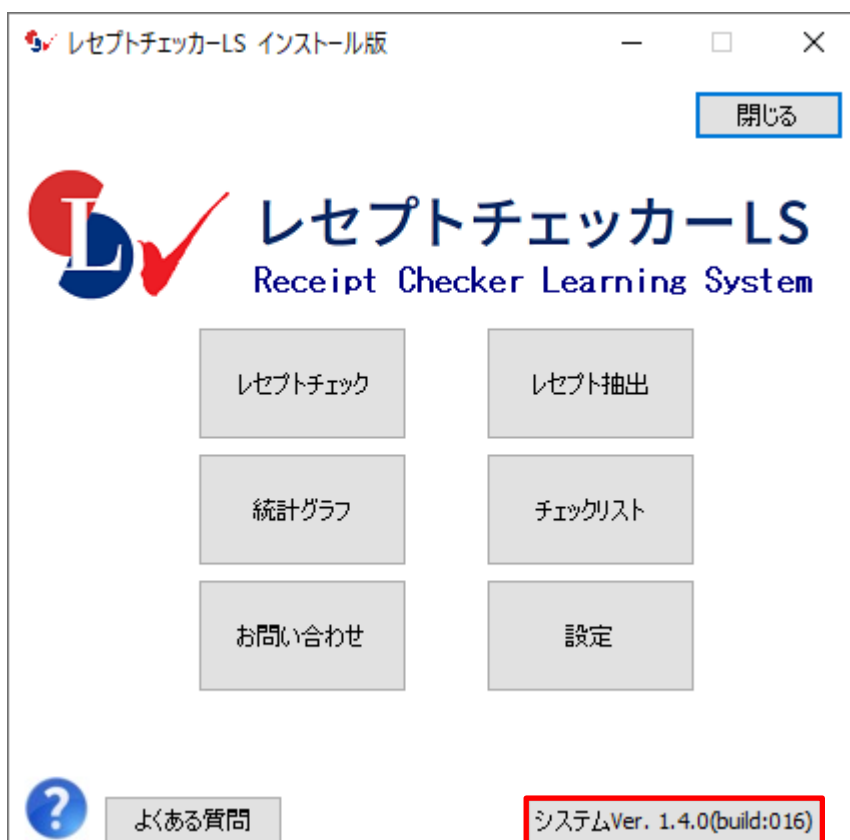 レセプトチェッカーLS インストール版
閉じる
L
レセプトチェッカーLS
Receipt Checker Learning System
レセプトチェック
レセプト抽出
統計グラフ
チェックリスト
お問い合わせ
設定
?
よくある質問
システムVer. 1.4.0(build:016)